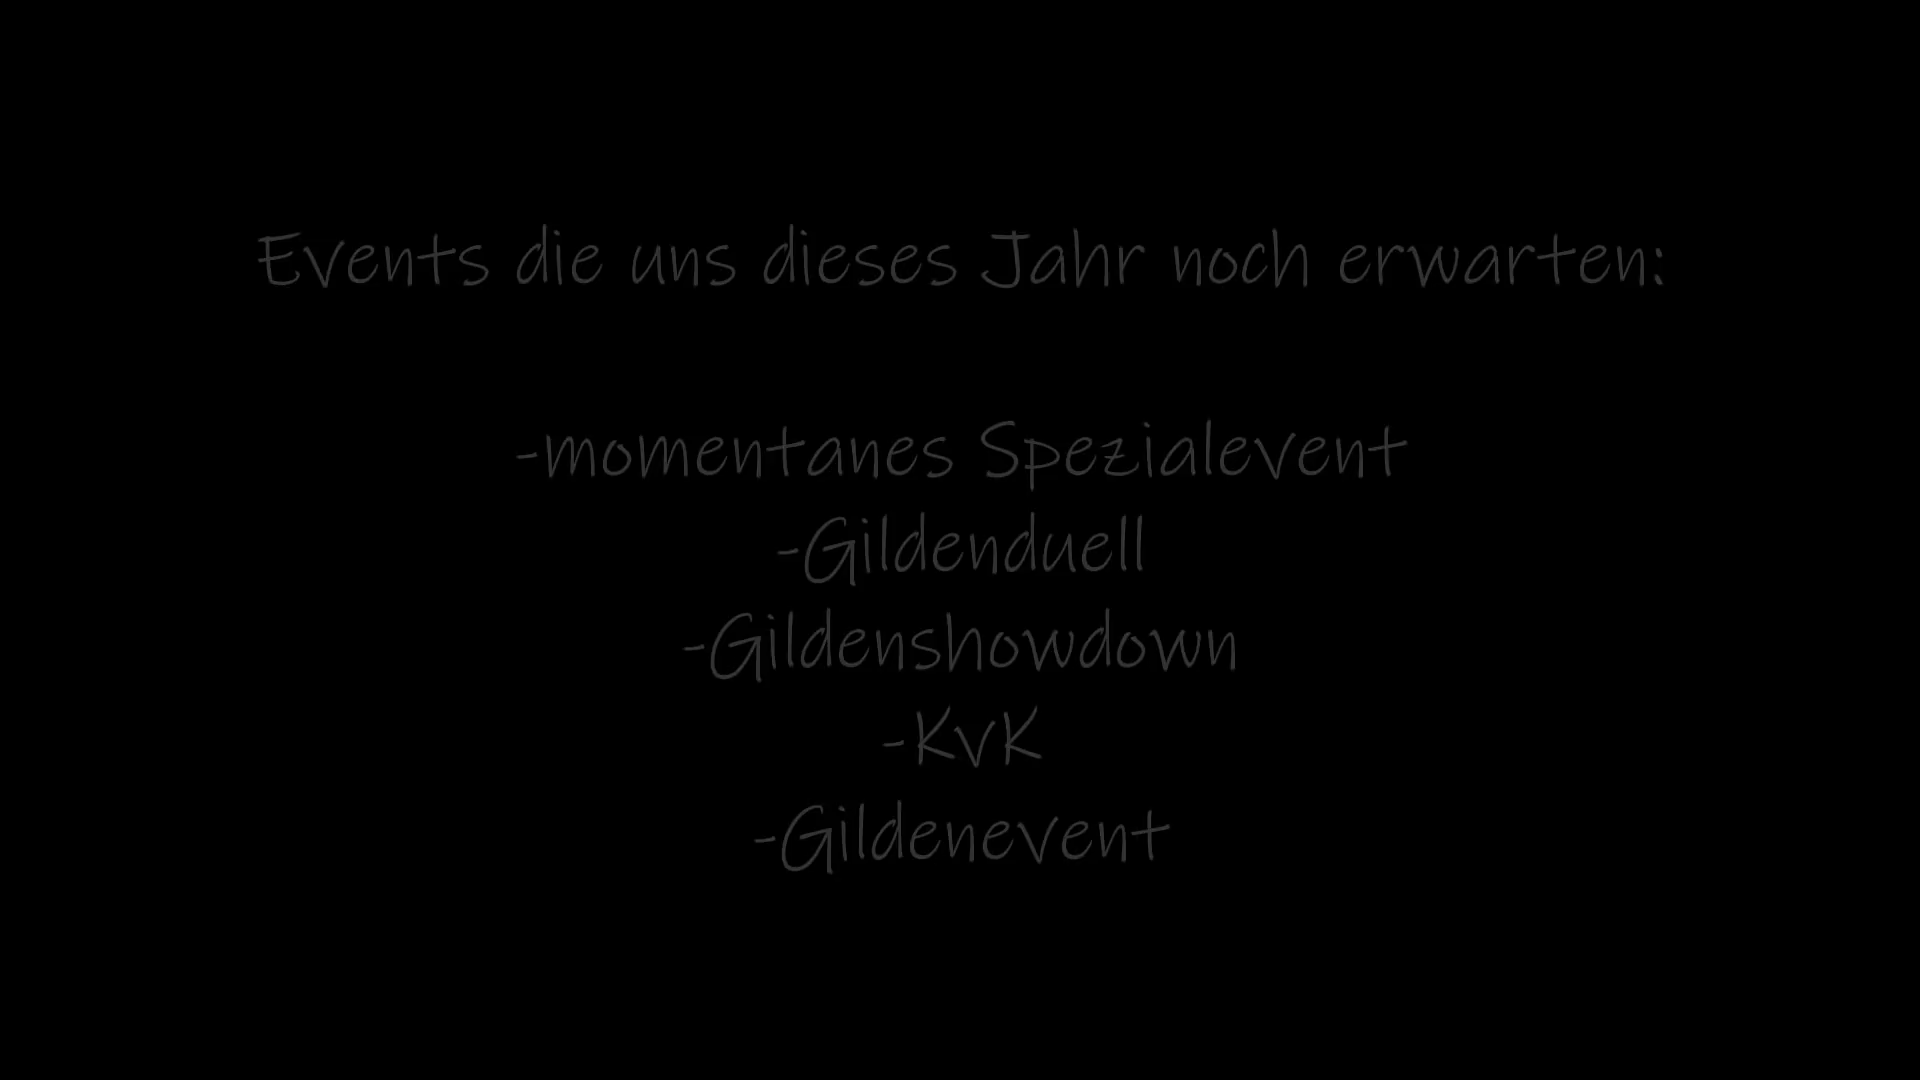 Events die uns dieses Jahr noch erwarten:
-momentanes Spezialevent
-Gildenduell
-Gildenshowdown
-KvK
-Gildenevent